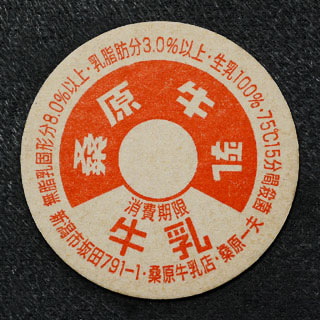 無脂乳固形分8.0%以上・乳脂肪分3.0%以上・生乳100%・75℃15分間殺菌
桑原牛乳
消費期限
牛乳
新潟市坂田791-1・桑原牛乳店・桑原一夫